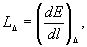 L_Δ = (dE/dl)_Δ,